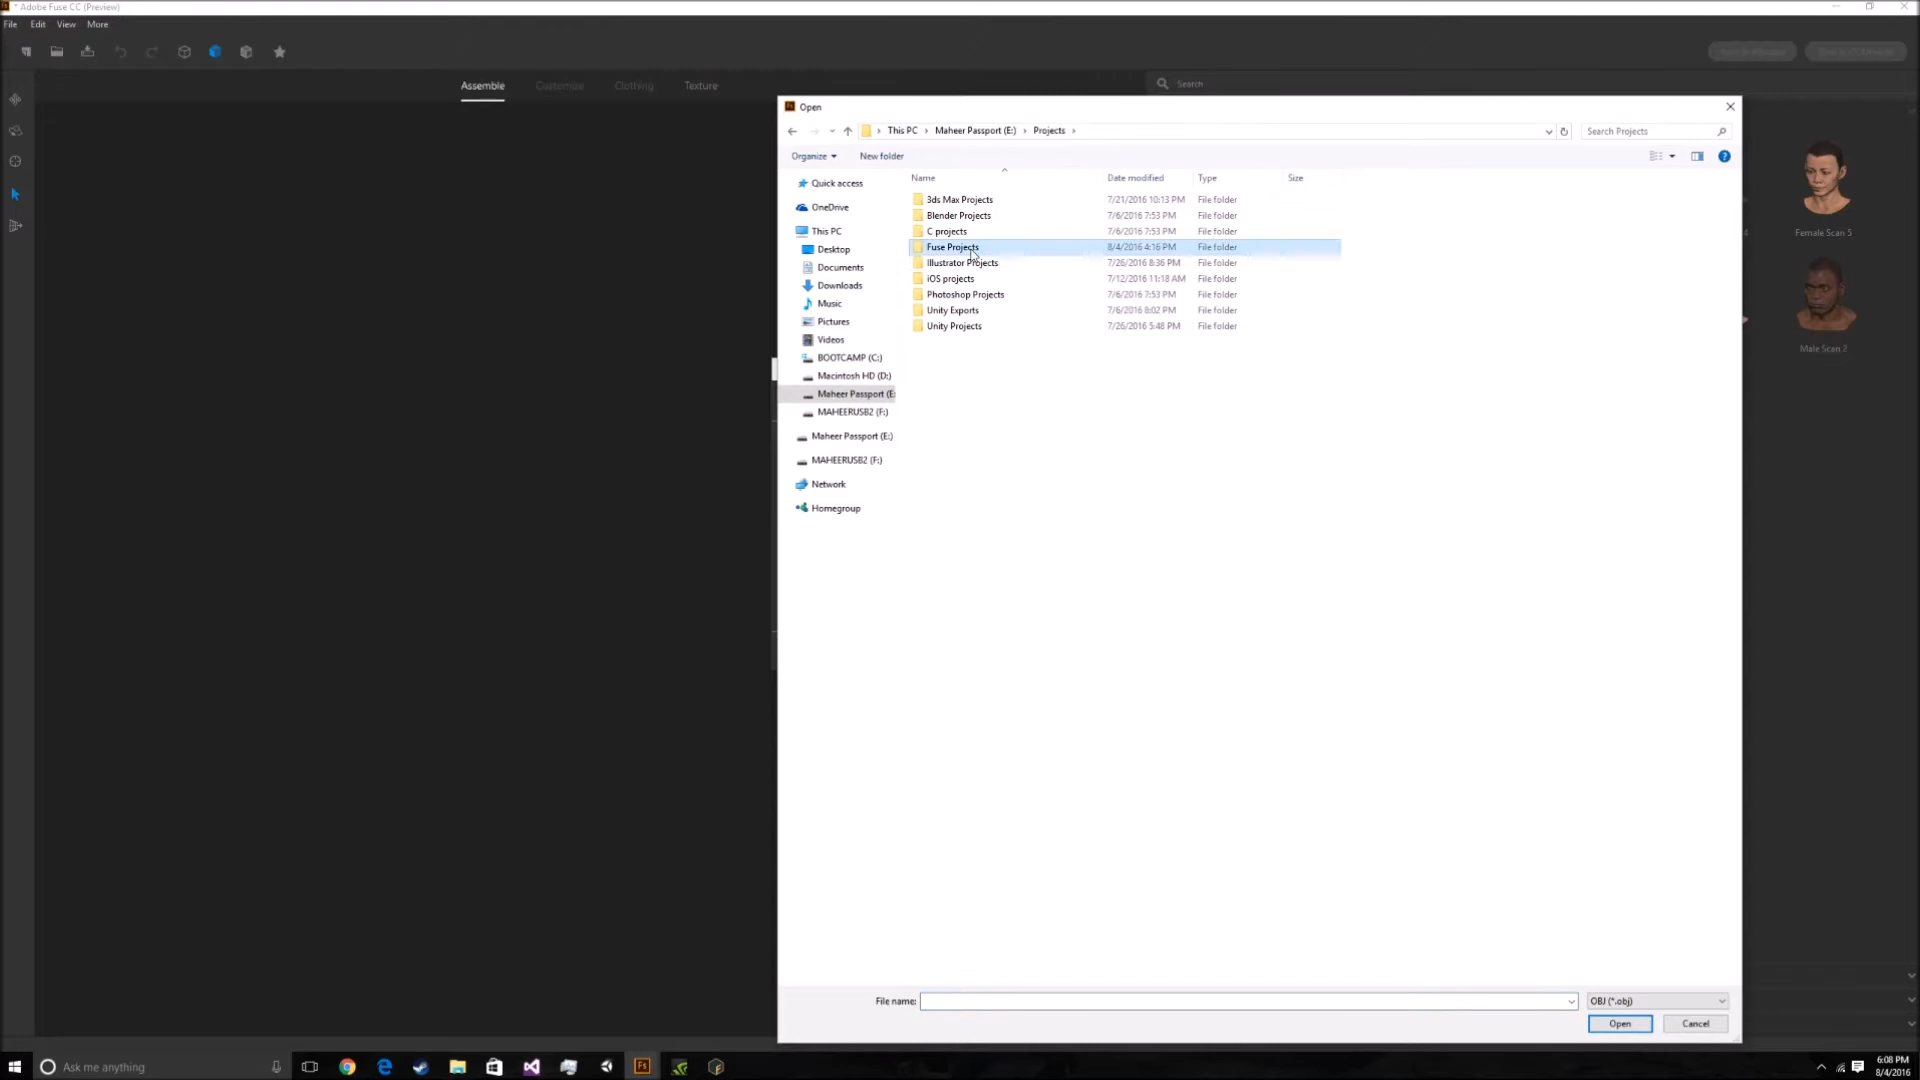 * Adobe Fuse CC (Preview)
File Edit View More
Assemble Customize Clothing Texture
Search
Open
This PC Maheer Passport (E:) Projects
Search Projects
Organize New folder
Name Date modified Type Size
Quick access
OneDrive
This PC
Desktop
Documents
Downloads
Music
Pictures
Videos
BOOTCAMP (C:)
Macintosh HD (D:)
Maheer Passport (E:
MAHEERUSB2 (F:)
Maheer Passport (E:)
MAHEERUSB2 (F:)
Network
Homegroup
3ds Max Projects 7/21/2016 10:13 PM File folder
Blender Projects 7/6/2016 7:53 PM File folder
C projects 7/6/2016 7:53 PM File folder
Fuse Projects 8/4/2016 4:16 PM File folder
Illustrator Projects 7/26/2016 8:36 PM File folder
iOS projects 7/12/2016 11:18 AM File folder
Photoshop Projects 7/6/2016 7:53 PM File folder
Unity Exports 7/6/2016 8:02 PM File folder
Unity Projects 7/26/2016 5:48 PM File folder
4 Female Scan 5
Male Scan 2
File name: OBJ (*.obj)
Open Cancel
Ask me anything
Fs
6:08 PM
8/4/2016